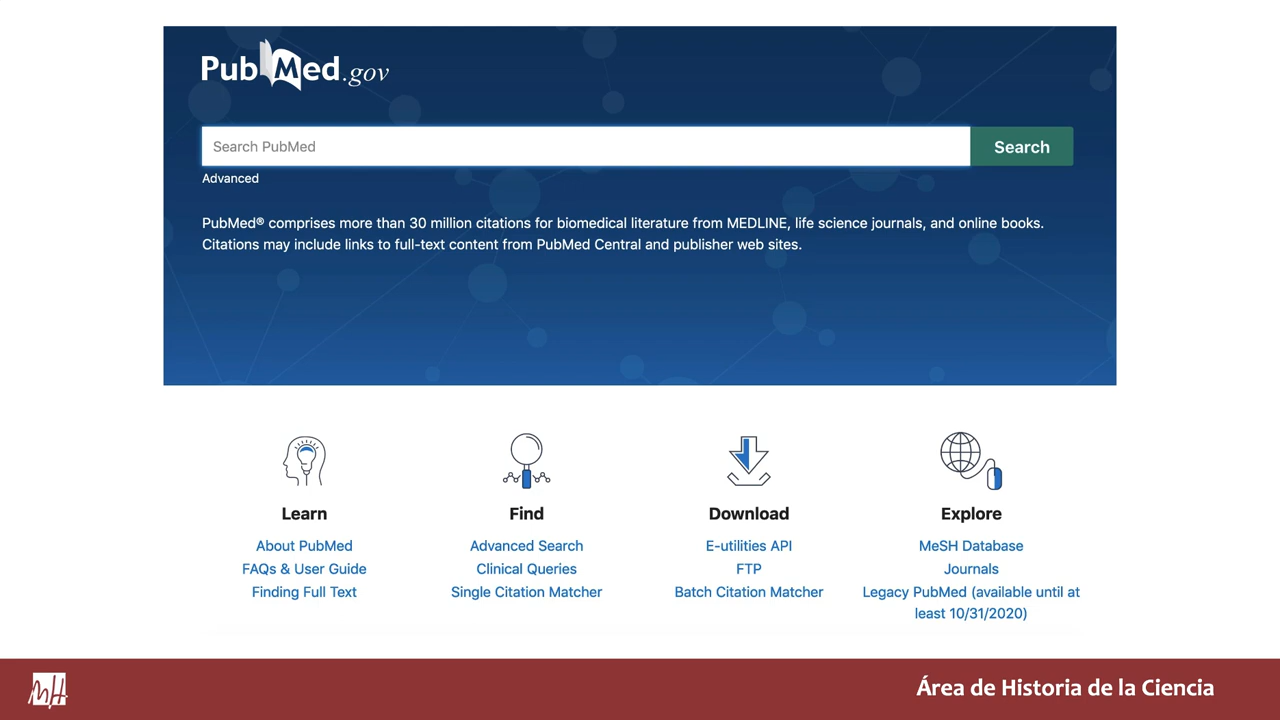 PubMed.gov
Search PubMed
Search
Advanced
PubMed® comprises more than 30 million citations for biomedical literature from MEDLINE, life science journals, and online books.
Citations may include links to full-text content from PubMed Central and publisher web sites.
Learn
About PubMed
FAQs & User Guide
Finding Full Text
Find
Advanced Search
Clinical Queries
Single Citation Matcher
Download
E-utilities API
FTP
Batch Citation Matcher
Explore
MeSH Database
Journals
Legacy PubMed (available until at
least 10/31/2020)
MH
Área de Historia de la Ciencia